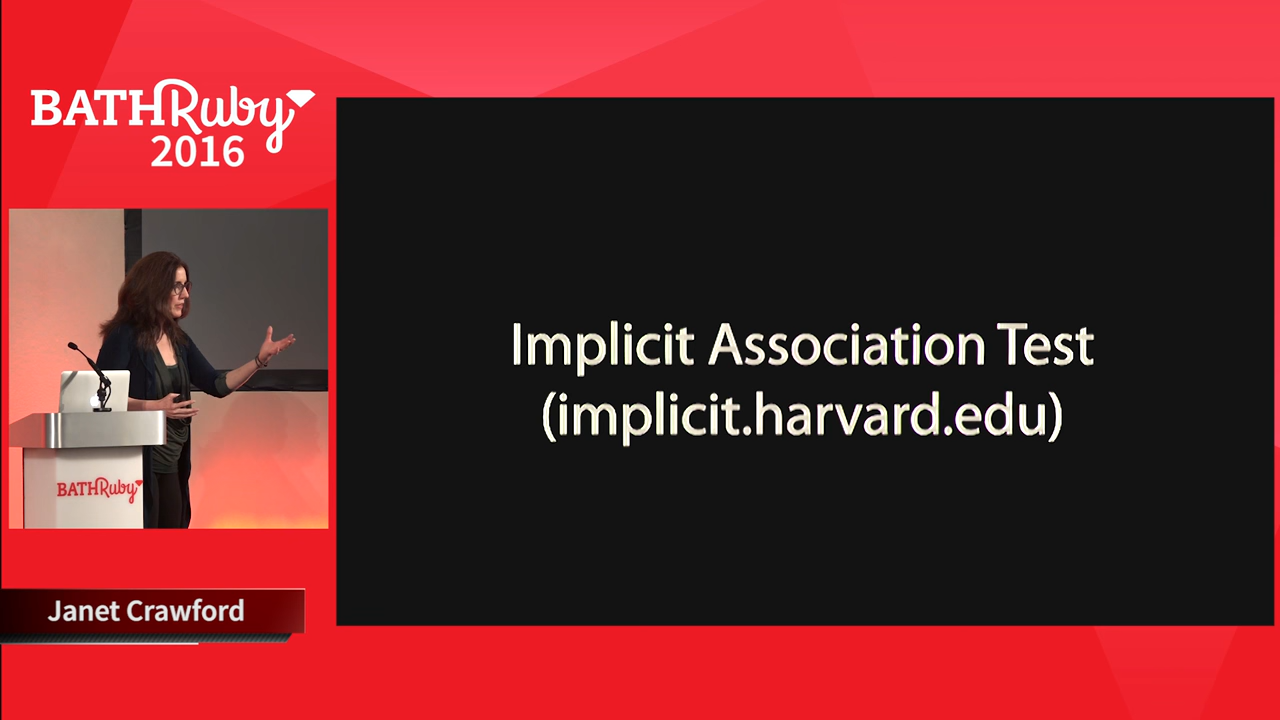 BATHRuby
2016
Implicit Association Test
(implicit.harvard.edu)
BATHRuby
Janet Crawford